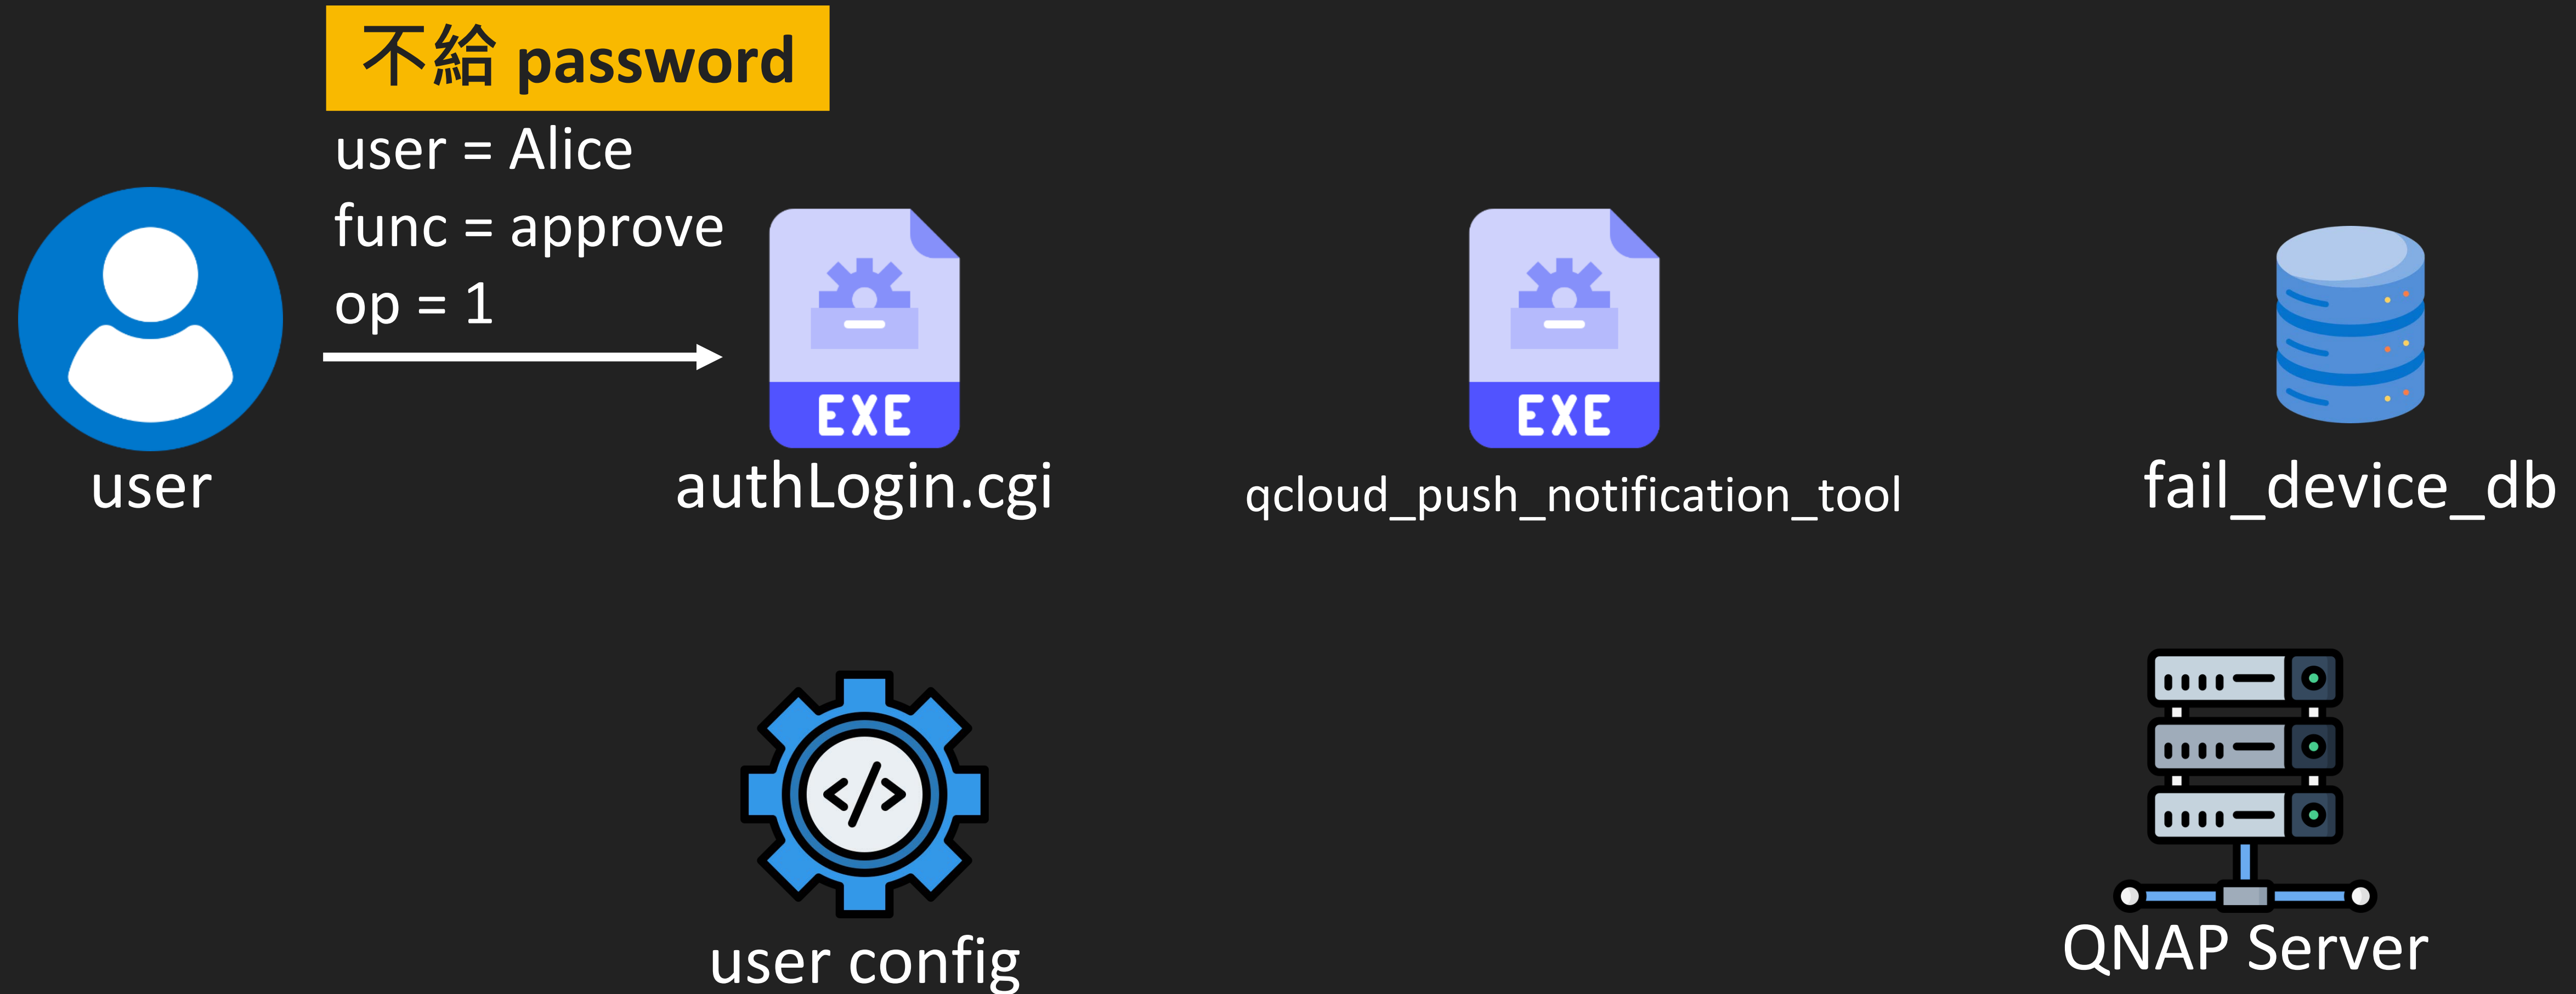 不給 password
user = Alice
func = approve
op = 1
EXE
EXE
user
authLogin.cgi
qcloud_push_notification_tool
fail_device_db
</>
user config
QNAP Server